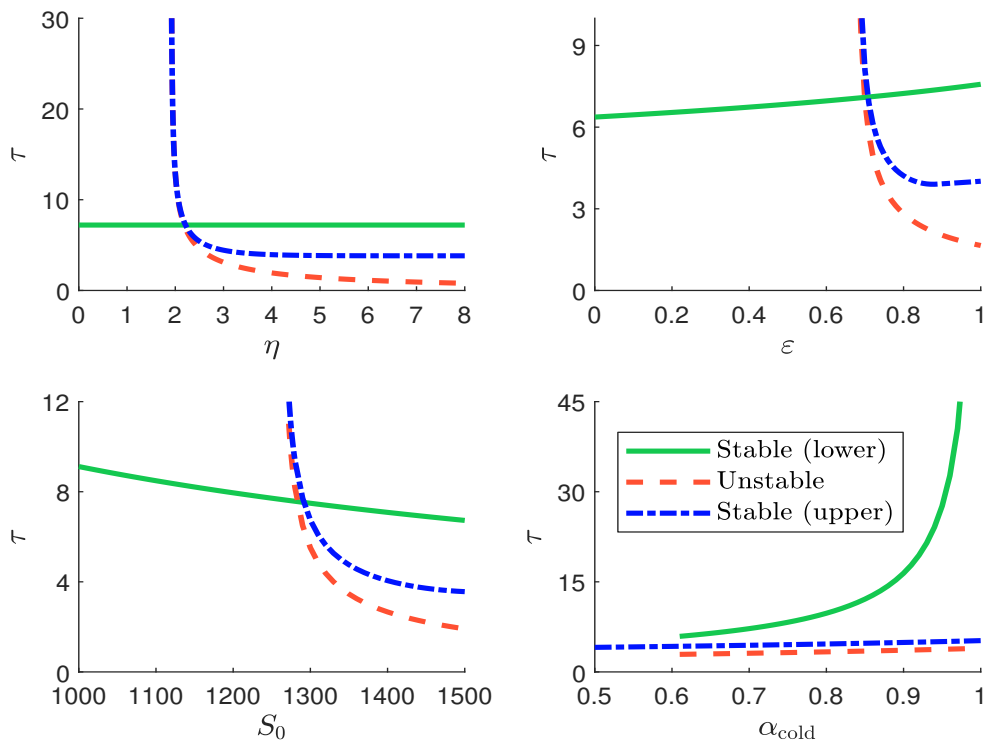 30
20
10
0
τ
0 1 2 3 4 5 6 7 8
η
9
6
3
0
τ
0 0.2 0.4 0.6 0.8 1
ε
12
8
4
0
τ
1000 1100 1200 1300 1400 1500
S₀
45
30
15
0
τ
Stable (lower)
Unstable
Stable (upper)
0.5 0.6 0.7 0.8 0.9 1
α_cold